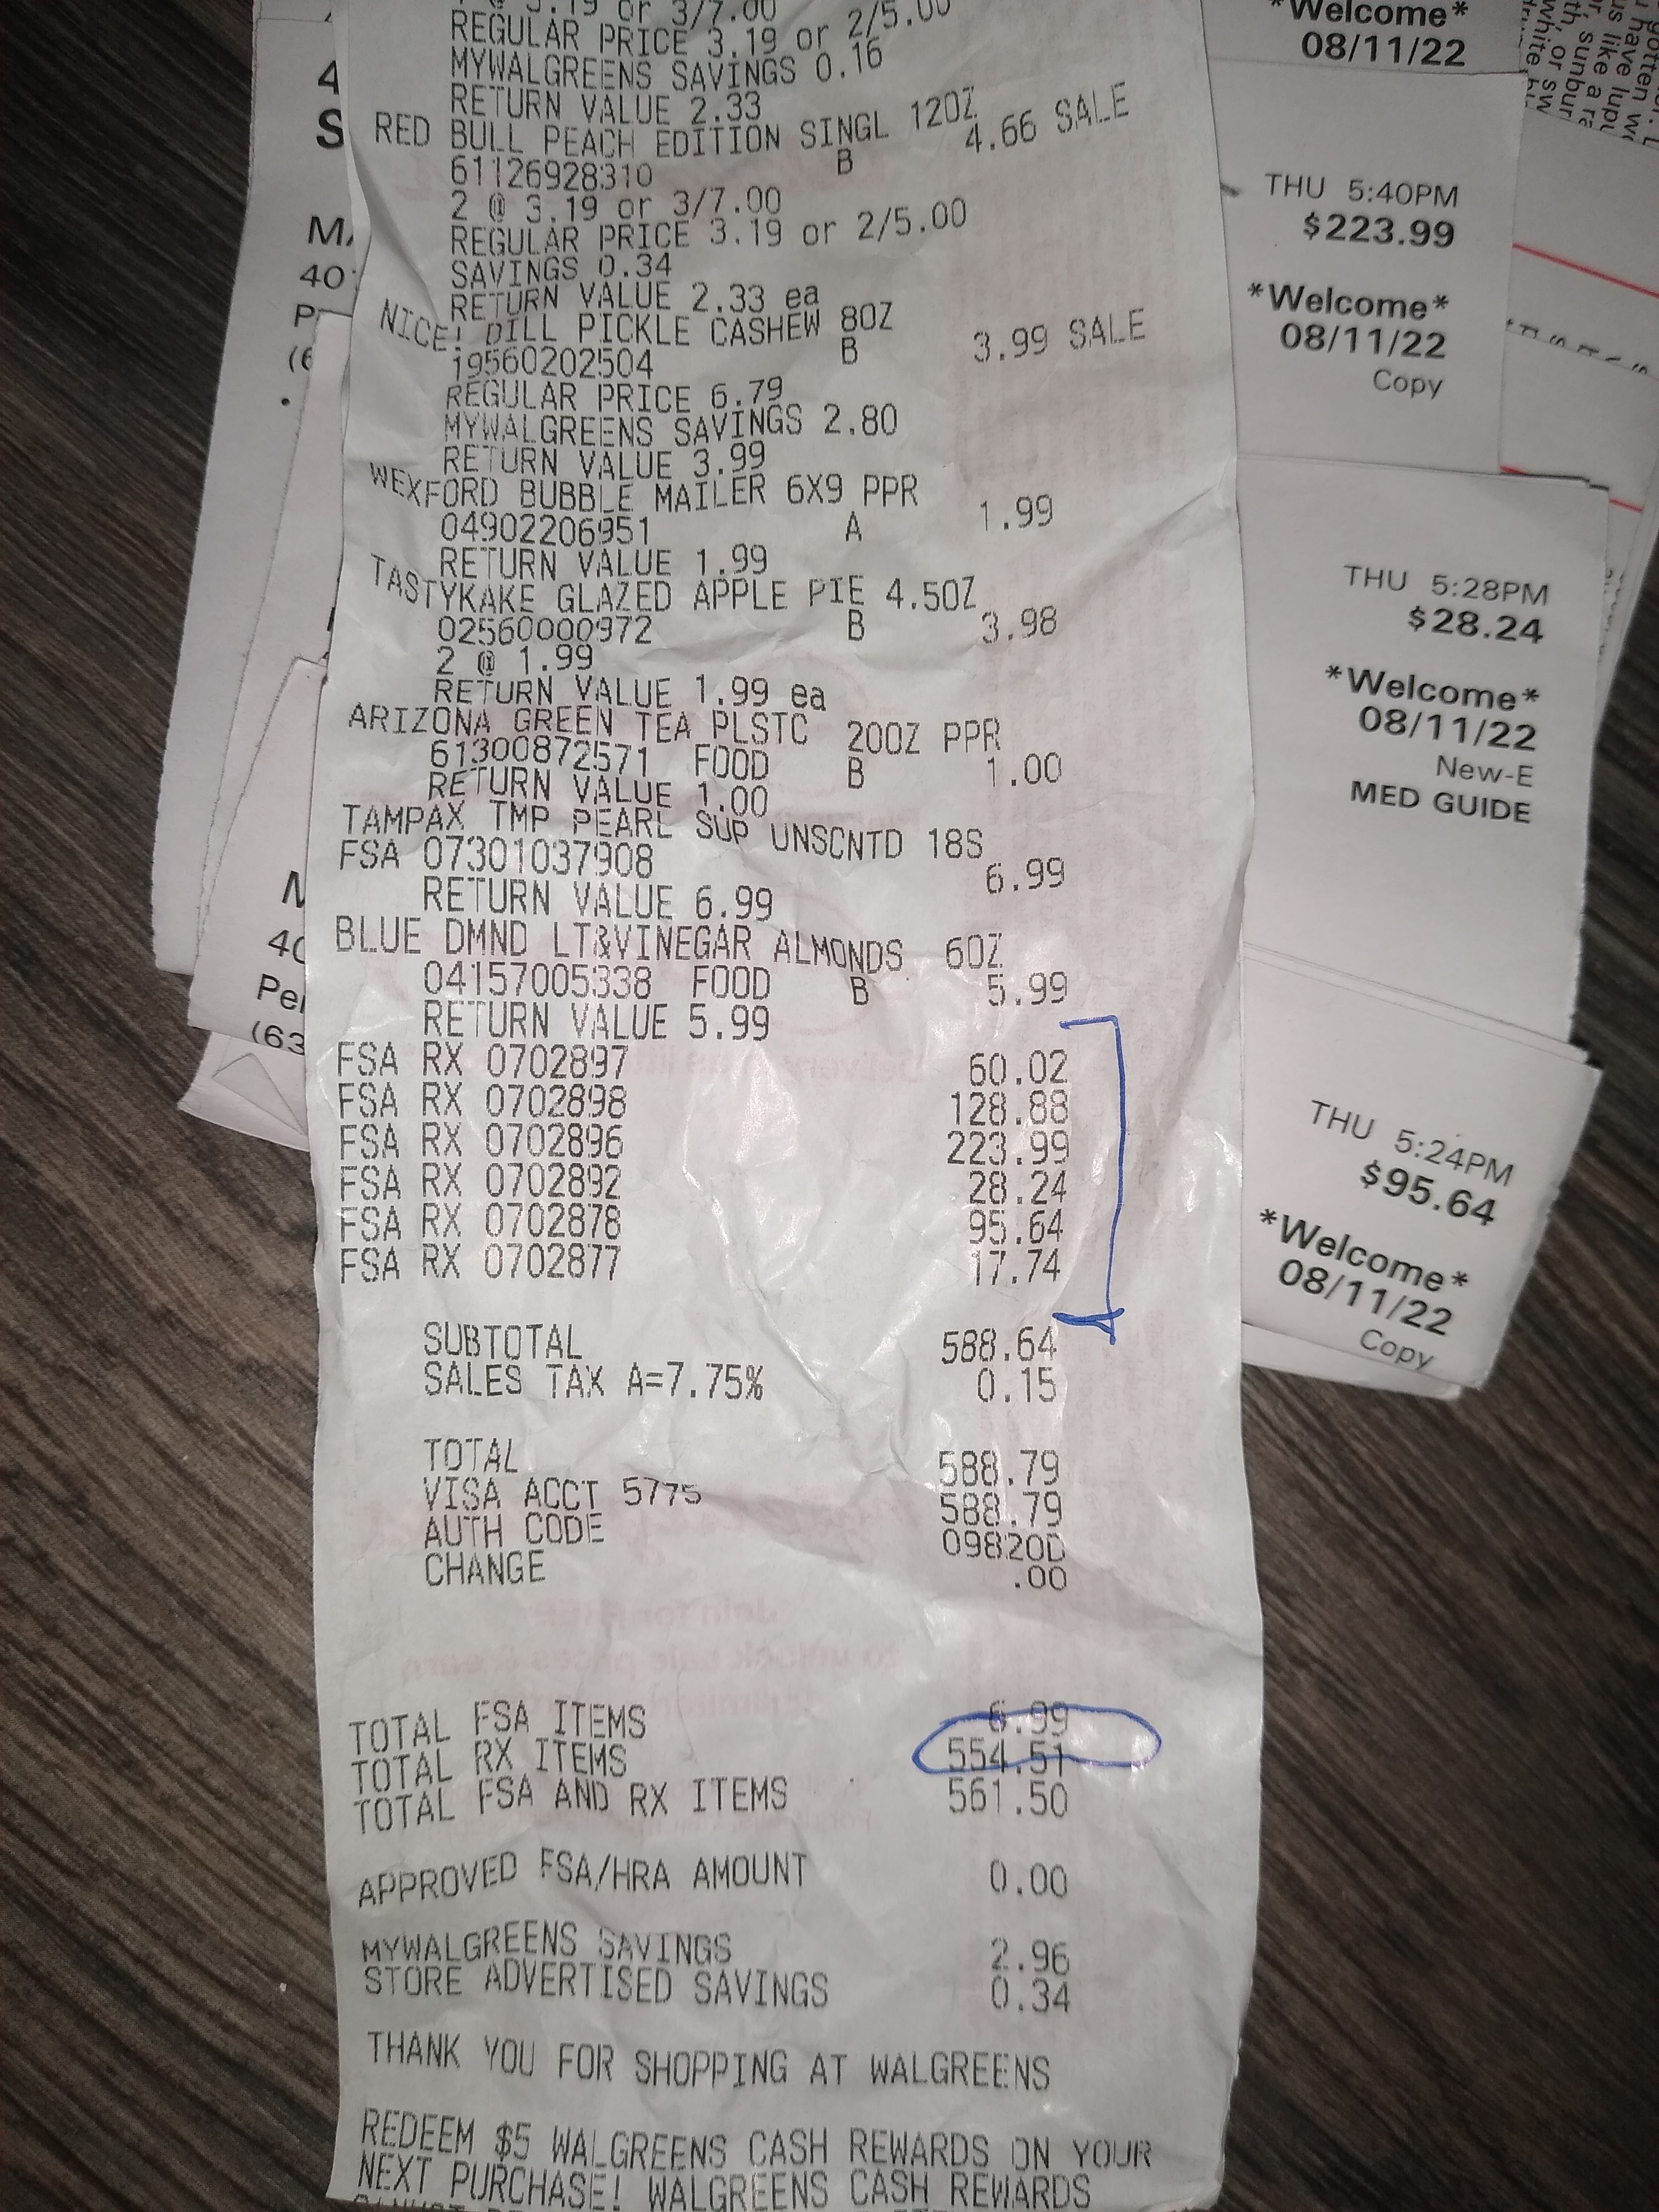 @ 3.19 or 3/7.00
REGULAR PRICE 3.19 or 2/5.00
MYWALGREENS SAVINGS 0.16
RETURN VALUE 2.33
RED BULL PEACH EDITION SINGL 12OZ
61126928310 B 4.66 SALE
2 @ 3.19 or 3/7.00
REGULAR PRICE 3.19 or 2/5.00
SAVINGS 0.34
RETURN VALUE 2.33 ea
NICE! DILL PICKLE CASHEW 8OZ
19560202504 B 3.99 SALE
REGULAR PRICE 6.79
MYWALGREENS SAVINGS 2.80
RETURN VALUE 3.99
WEXFORD BUBBLE MAILER 6X9 PPR
04902206951 A 1.99
RETURN VALUE 1.99
TASTYKAKE GLAZED APPLE PIE 4.5OZ
02560000972 B 3.98
2 @ 1.99
RETURN VALUE 1.99 ea
ARIZONA GREEN TEA PLSTC 20OZ PPR
61300872571 FOOD B 1.00
RETURN VALUE 1.00
TAMPAX TMP PEARL SUP UNSCNTD 18S
FSA 07301037908 6.99
RETURN VALUE 6.99
BLUE DMND LT&VINEGAR ALMONDS 6OZ
04157005338 FOOD B 5.99
RETURN VALUE 5.99
FSA RX 0702897 60.02
FSA RX 0702898 128.88
FSA RX 0702896 223.99
FSA RX 0702892 28.24
FSA RX 0702878 95.64
FSA RX 0702877 17.74
SUBTOTAL 588.64
SALES TAX A=7.75% 0.15
TOTAL 588.79
VISA ACCT 5775 588.79
AUTH CODE 09820D
CHANGE .00
TOTAL FSA ITEMS 6.99
TOTAL RX ITEMS 554.51
TOTAL FSA AND RX ITEMS 561.50
APPROVED FSA/HRA AMOUNT 0.00
MYWALGREENS SAVINGS 2.96
STORE ADVERTISED SAVINGS 0.34
THANK YOU FOR SHOPPING AT WALGREENS
REDEEM $5 WALGREENS CASH REWARDS ON YOUR
NEXT PURCHASE! WALGREENS CASH REWARDS
*Welcome*
08/11/22
THU 5:40PM
$223.99
*Welcome*
08/11/22
Copy
THU 5:28PM
$28.24
*Welcome*
08/11/22
New-E
MED GUIDE
THU 5:24PM
$95.64
*Welcome*
08/11/22
Copy